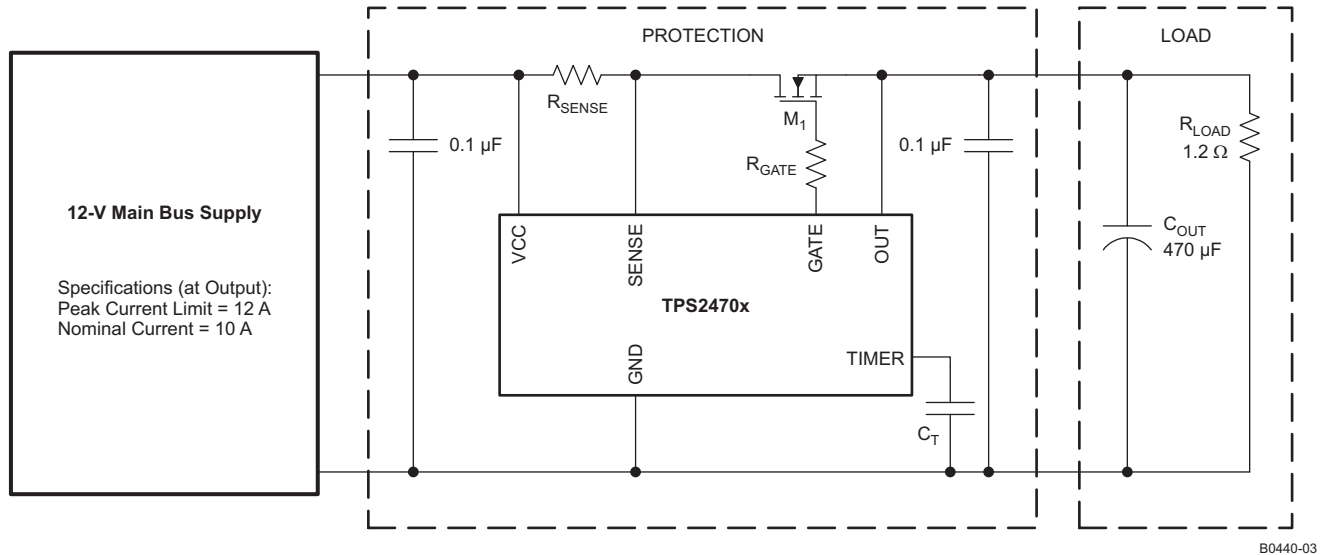 PROTECTION
LOAD
R_SENSE
M_1
0.1 µF
R_GATE
0.1 µF
R_LOAD
1.2 Ω
12-V Main Bus Supply
Specifications (at Output):
Peak Current Limit = 12 A
Nominal Current = 10 A
VCC
SENSE
GATE
OUT
C_OUT
470 µF
TPS2470x
GND
TIMER
C_T
B0440-03